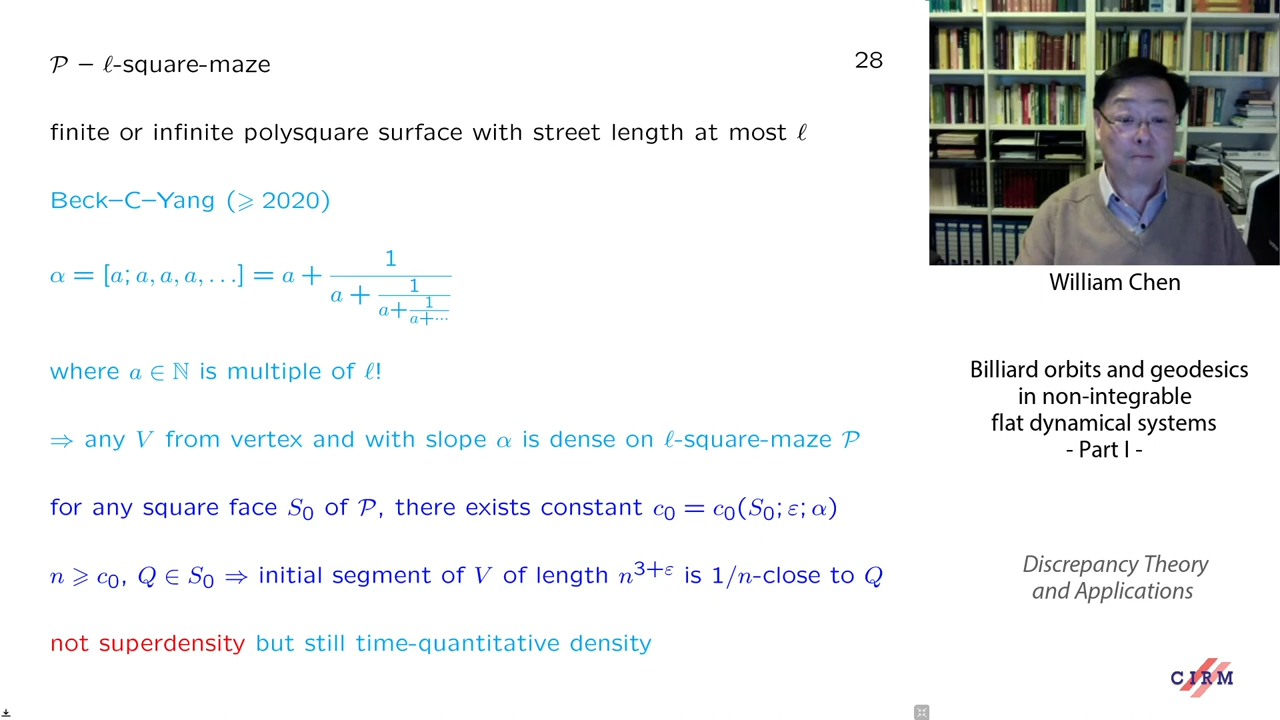 𝒫 – ℓ-square-maze
28
finite or infinite polysquare surface with street length at most ℓ
Beck–C–Yang (⩾ 2020)
α = [a; a, a, a, . . .] = a + 1/(a + 1/(a+ 1/(a+···)))
where a ∈ ℕ is multiple of ℓ!
⇒ any V from vertex and with slope α is dense on ℓ-square-maze 𝒫
for any square face S₀ of 𝒫, there exists constant c₀ = c₀(S₀; ε; α)
n ⩾ c₀, Q ∈ S₀ ⇒ initial segment of V of length n³⁺ᵋ is 1/n-close to Q
not superdensity but still time-quantitative density
William Chen
Billiard orbits and geodesics
in non-integrable
flat dynamical systems
- Part I -
Discrepancy Theory
and Applications
CIRM